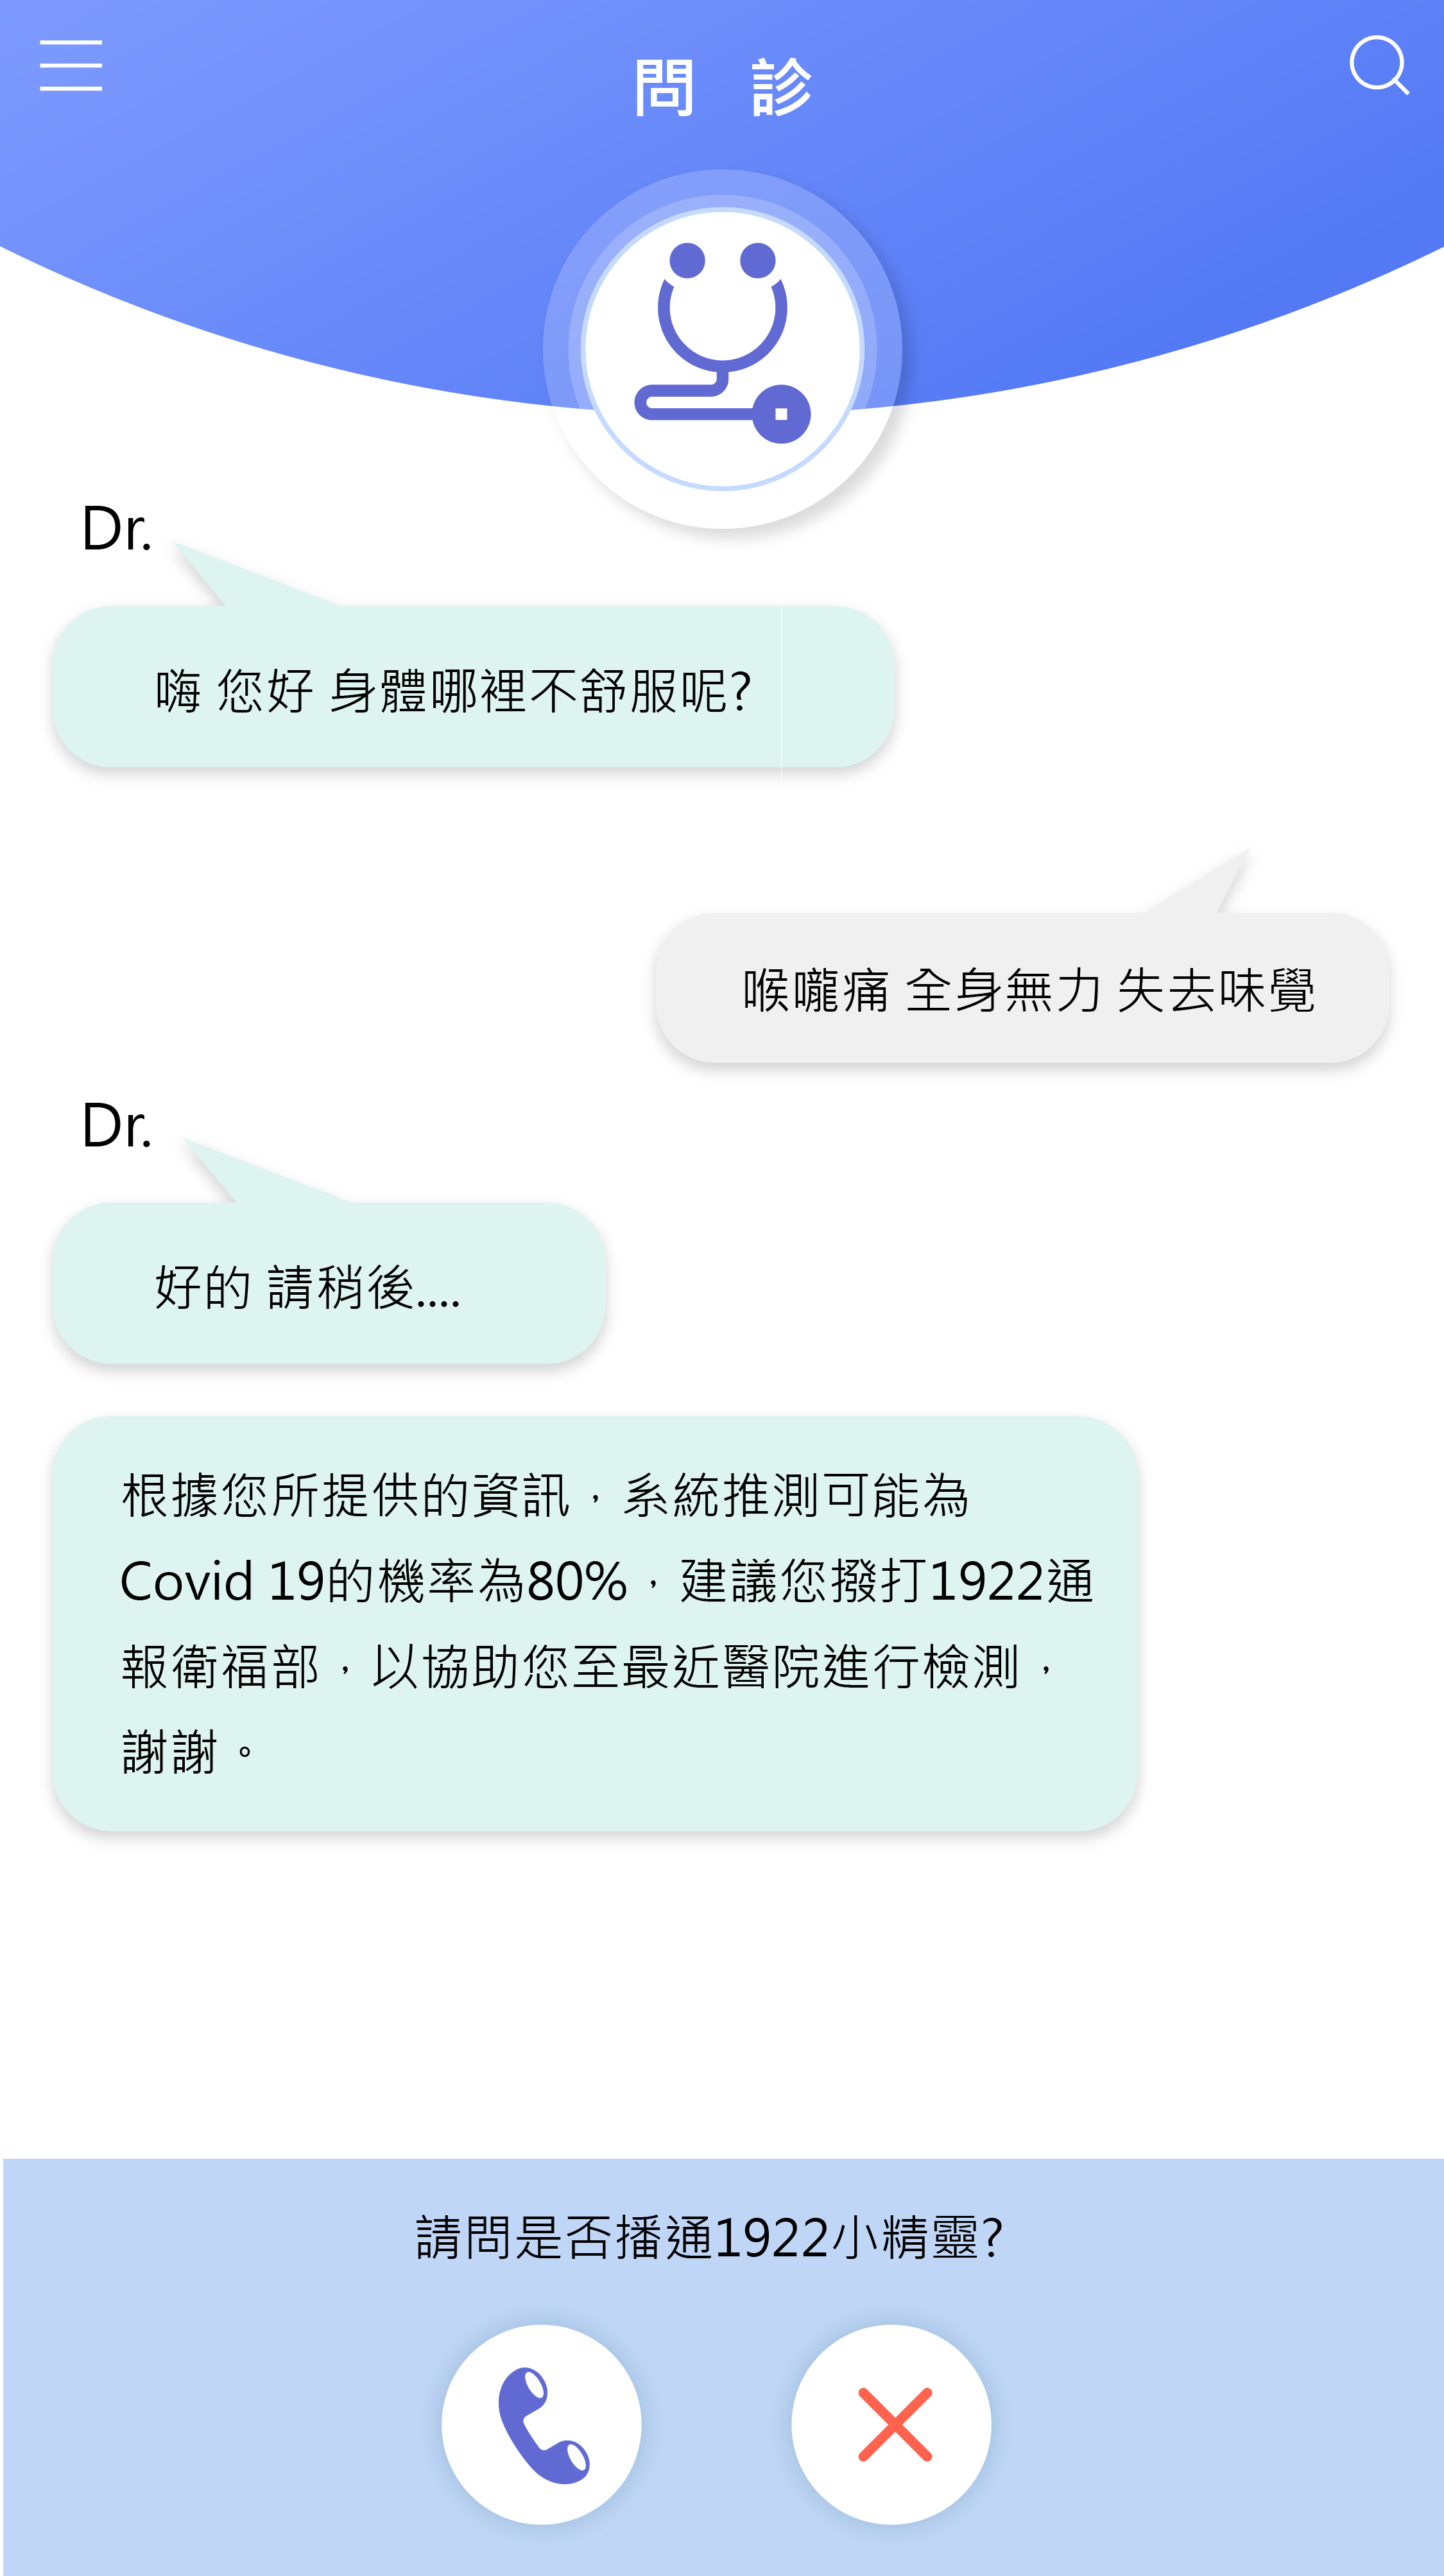 問 診
Dr.
嗨 您好 身體哪裡不舒服呢?
喉嚨痛 全身無力 失去味覺
Dr.
好的 請稍後....
根據您所提供的資訊，系統推測可能為
Covid 19的機率為80%，建議您撥打1922通
報衛福部，以協助您至最近醫院進行檢測，
謝謝。
請問是否播通1922小精靈?